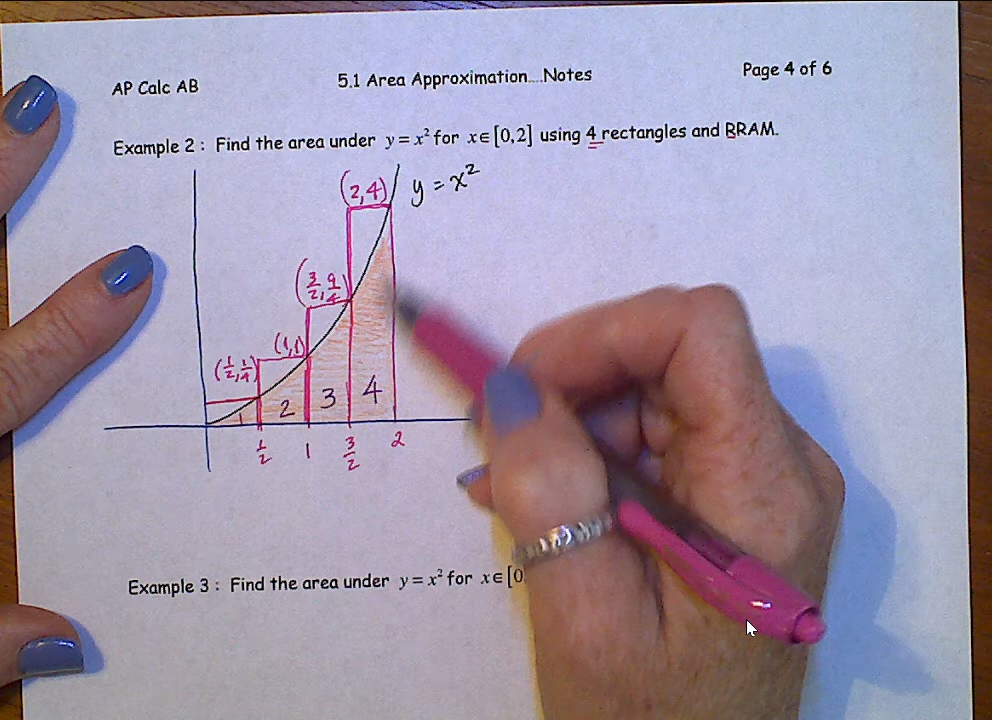 AP Calc AB 5.1 Area Approximation...Notes Page 4 of 6
Example 2 : Find the area under y = x² for x ∈ [0,2] using 4 rectangles and RRAM.
(2,4) y = x²
(3/2, 9/4)
(1,1)
(1/2, 1/4)
1 2 3 4
1/2 1 3/2 2
Example 3 : Find the area under y = x² for x ∈ [0